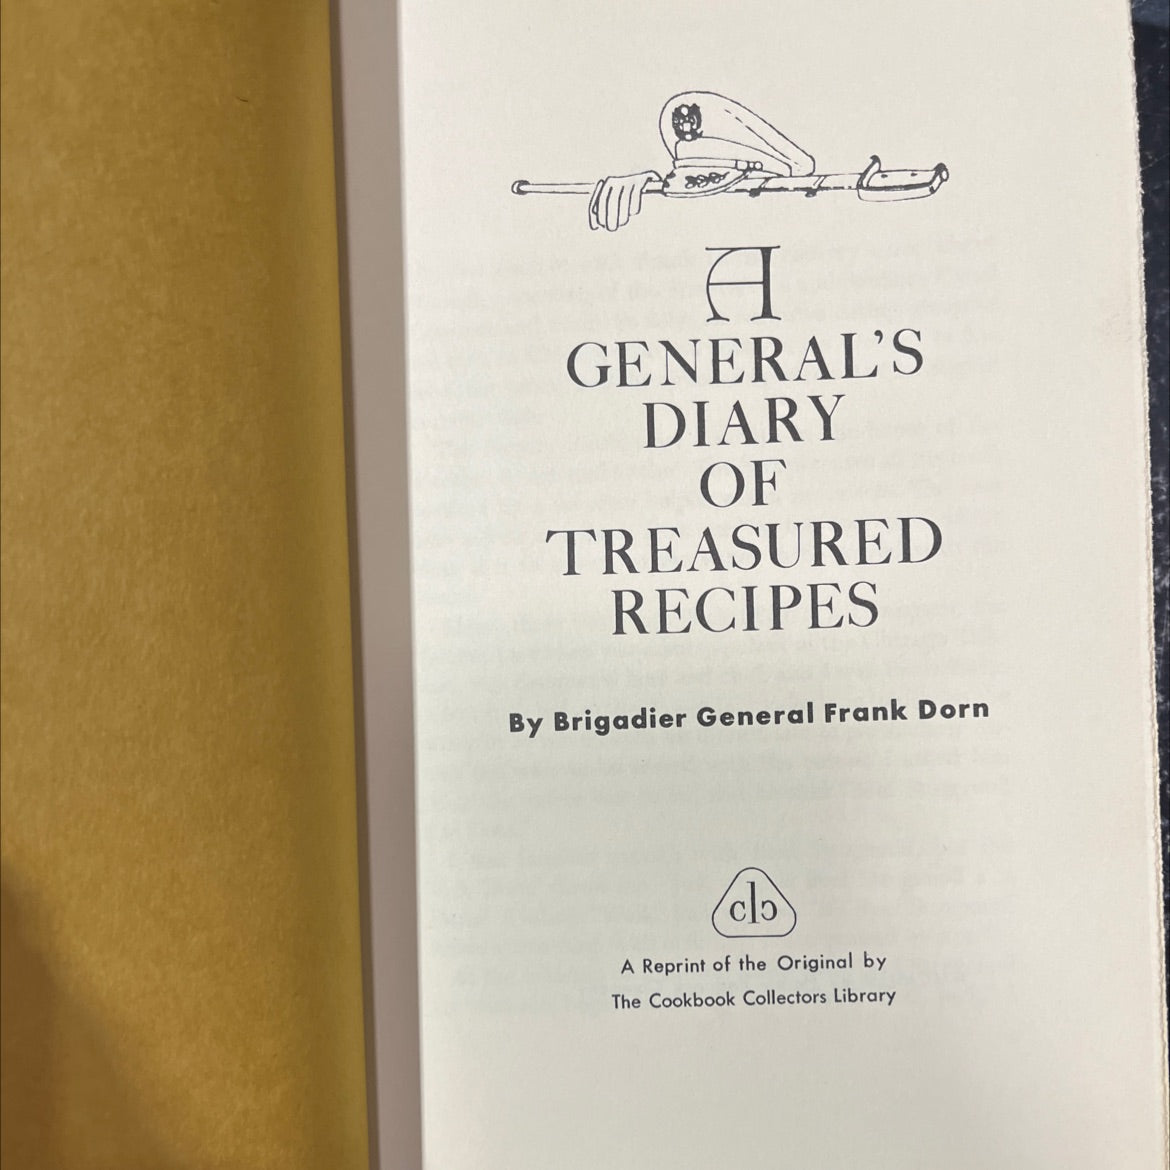 A
GENERAL'S
DIARY
OF
TREASURED
RECIPES
By Brigadier General Frank Dorn
clc
A Reprint of the Original by
The Cookbook Collectors Library